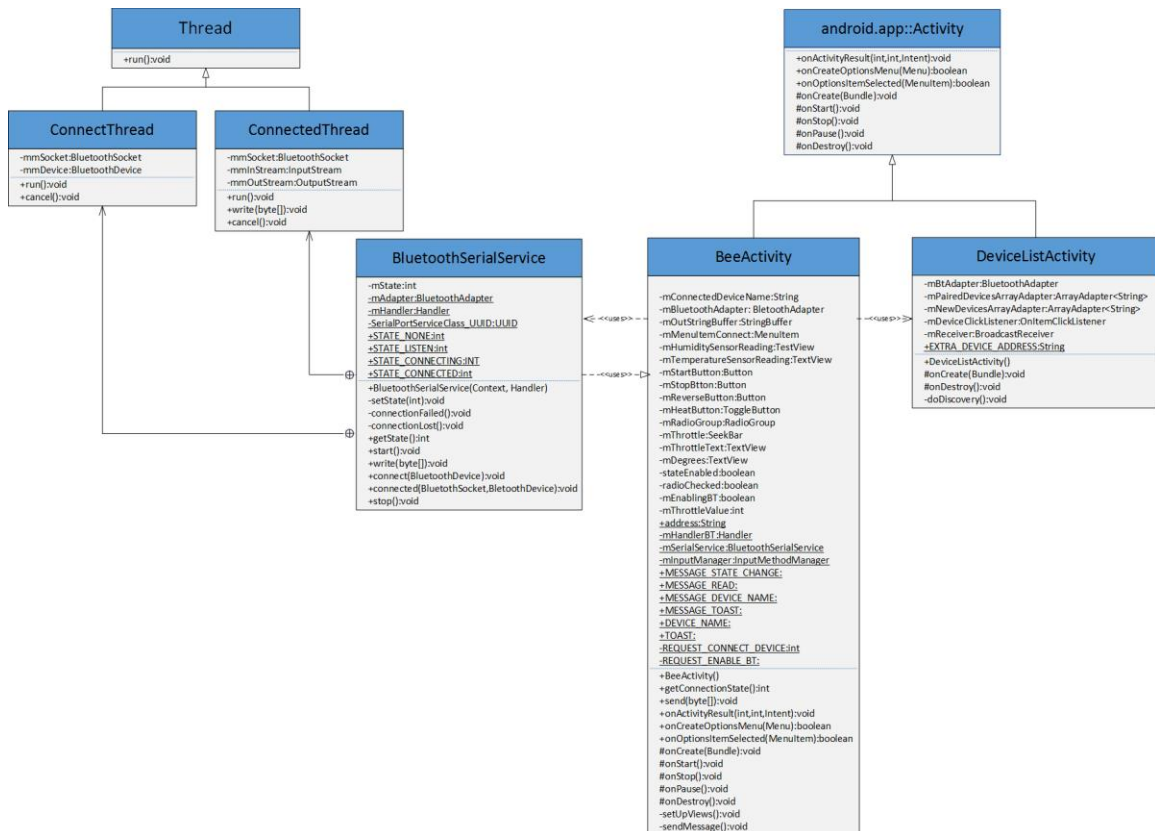 Thread
+run():void
android.app::Activity
+onActivityResult(int,int,Intent):void
+onCreateOptionsMenu(Menu):boolean
+onOptionsItemSelected(MenuItem):boolean
#onCreate(Bundle):void
#onStart():void
#onStop():void
#onPause():void
#onDestroy():void
ConnectThread
-mmSocket:BluetoothSocket
-mmDevice:BluetoothDevice
+run():void
+cancel():void
ConnectedThread
-mmSocket:BluetoothSocket
-mmInStream:InputStream
-mmOutStream:OutputStream
+run():void
+write(byte[]):void
+cancel():void
BluetoothSerialService
-mState:int
-mAdapter:BluetoothAdapter
-mHandler:Handler
-SerialPortServiceClass_UUID:UUID
+STATE_NONE:int
+STATE_LISTEN:int
+STATE_CONNECTING:INT
+STATE_CONNECTED:int
+BluetoothSerialService(Context, Handler)
-setState(int):void
-connectionFailed():void
-connectionLost():void
+getState():int
+start():void
+write(byte[]):void
+connect(BluetoothDevice):void
+connected(BluetothSocket,BletoothDevice):void
+stop():void
<<uses>>
<<uses>>
BeeActivity
-mConnectedDeviceName:String
-mBluetoothAdapter: BletoothAdapter
-mOutStringBuffer:StringBuffer
-mMenuItemConnect:MenuItem
-mHumiditySensorReading:TestView
-mTemperatureSensorReading:TextView
-mStartButton:Button
-mStopBtton:Button
-mReverseButton:Button
-mHeatButton:ToggleButton
-mRadioGroup:RadioGroup
-mThrottle:SeekBar
-mThrottleText:TextView
-mDegrees:TextView
-stateEnabled:boolean
-radioChecked:boolean
-mEnablingBT:boolean
-mThrottleValue:int
+address:String
-mHandlerBT:Handler
-mSerialService:BluetoothSerialService
-mInputManager:InputMethodManager
+MESSAGE_STATE_CHANGE:
+MESSAGE_READ:
+MESSAGE_DEVICE_NAME:
+MESSAGE_TOAST:
+DEVICE_NAME:
+TOAST:
-REQUEST_CONNECT_DEVICE:int
-REQUEST_ENABLE_BT:
+BeeActivity()
+getConnectionState():int
+send(byte[]):void
+onActivityResult(int,int,Intent):void
+onCreateOptionsMenu(Menu):boolean
+onOptionsItemSelected(MenuItem):boolean
#onCreate(Bundle):void
#onStart():void
#onStop():void
#onPause():void
#onDestroy():void
-setUpViews():void
-sendMessage():void
<<uses>>
DeviceListActivity
-mBtAdapter:BluetoothAdapter
-mPairedDevicesArrayAdapter:ArrayAdapter<String>
-mNewDevicesArrayAdapter:ArrayAdapter<String>
-mDeviceClickListener:OnItemClickListener
-mReceiver:BroadcastReceiver
+EXTRA_DEVICE_ADDRESS:String
+DeviceListActivity()
#onCreate(Bundle):void
#onDestroy():void
-doDiscovery():void